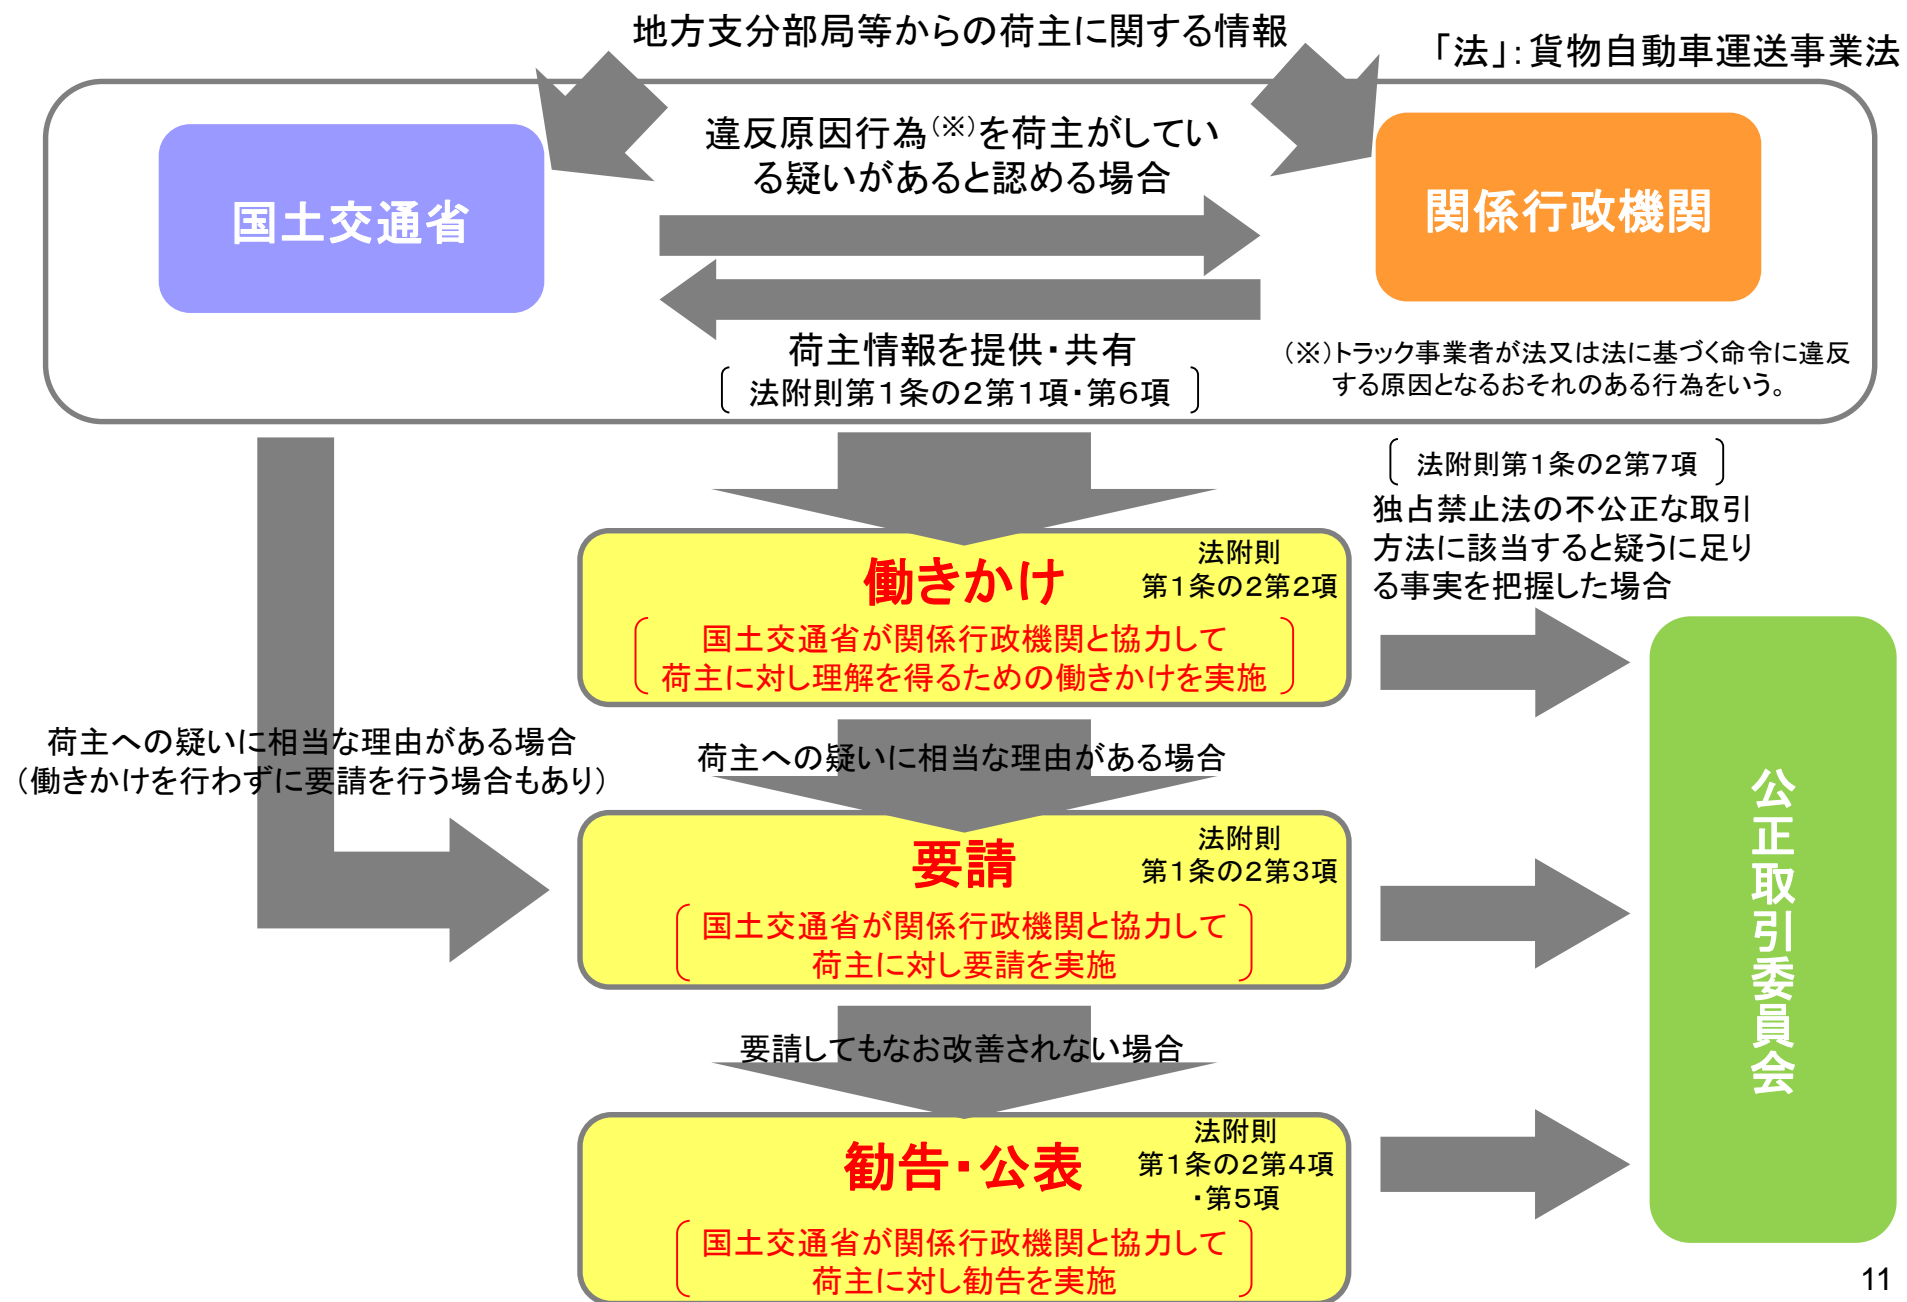 地方支分部局等からの荷主に関する情報
「法」：貨物自動車運送事業法
違反原因行為（※）を荷主がしてい
る疑いがあると認める場合
国土交通省
関係行政機関
荷主情報を提供・共有
法附則第１条の２第１項・第６項
（※）トラック事業者が法又は法に基づく命令に違反
する原因となるおそれのある行為をいう。
法附則第１条の２第７項
独占禁止法の不公正な取引
方法に該当すると疑うに足り
る事実を把握した場合
働きかけ
法附則
第１条の２第２項
国土交通省が関係行政機関と協力して
荷主に対し理解を得るための働きかけを実施
荷主への疑いに相当な理由がある場合
（働きかけを行わずに要請を行う場合もあり）
荷主への疑いに相当な理由がある場合
要請
法附則
第１条の２第３項
国土交通省が関係行政機関と協力して
荷主に対し要請を実施
要請してもなお改善されない場合
勧告・公表
法附則
第１条の２第４項
・第５項
国土交通省が関係行政機関と協力して
荷主に対し勧告を実施
公正取引委員会
11